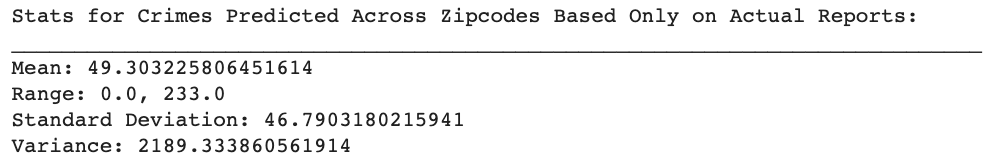 Stats for Crimes Predicted Across Zipcodes Based Only on Actual Reports:
Mean: 49.303225806451614
Range: 0.0, 233.0
Standard Deviation: 46.7903180215941
Variance: 2189.333860561914